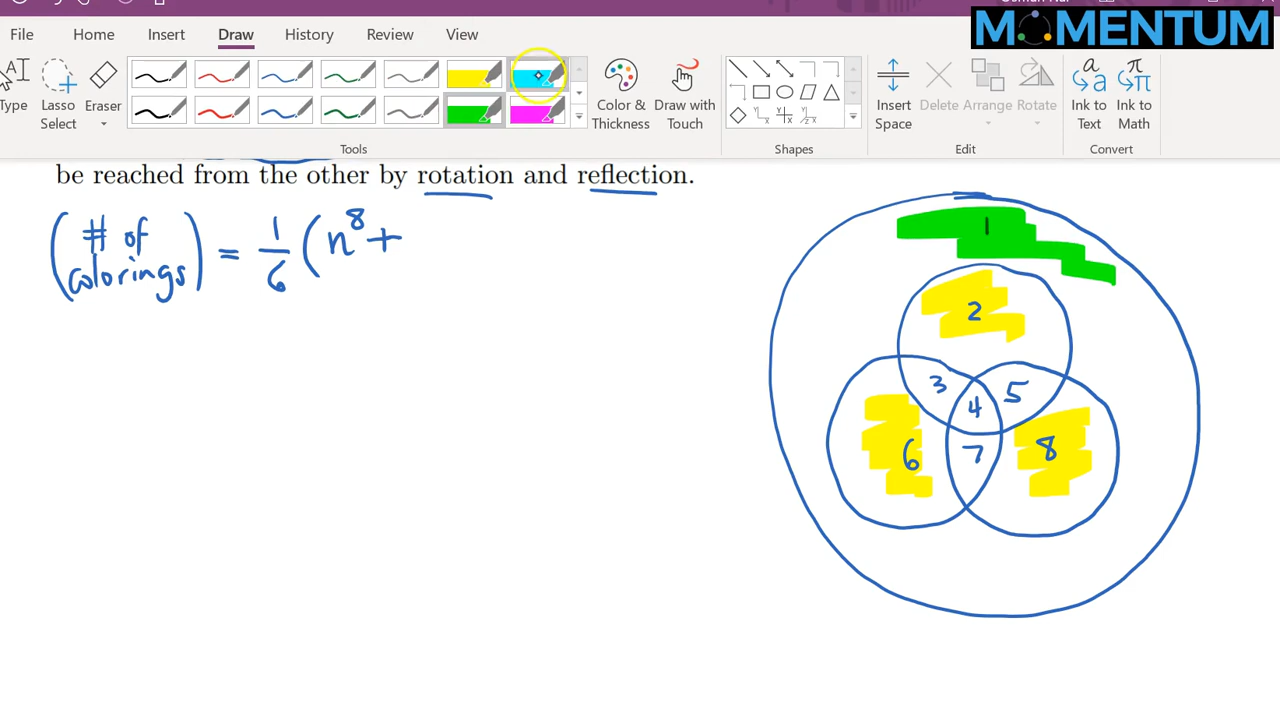 MOMENTUM
File Home Insert Draw History Review View
Type Lasso Select Eraser Color & Thickness Draw with Touch Insert Space Delete Arrange Rotate Ink to Text Ink to Math
Tools Shapes Edit Convert
be reached from the other by rotation and reflection.
(# of colorings) = 1/6 (n^8 +
1
2
3 5
4
6 7 8